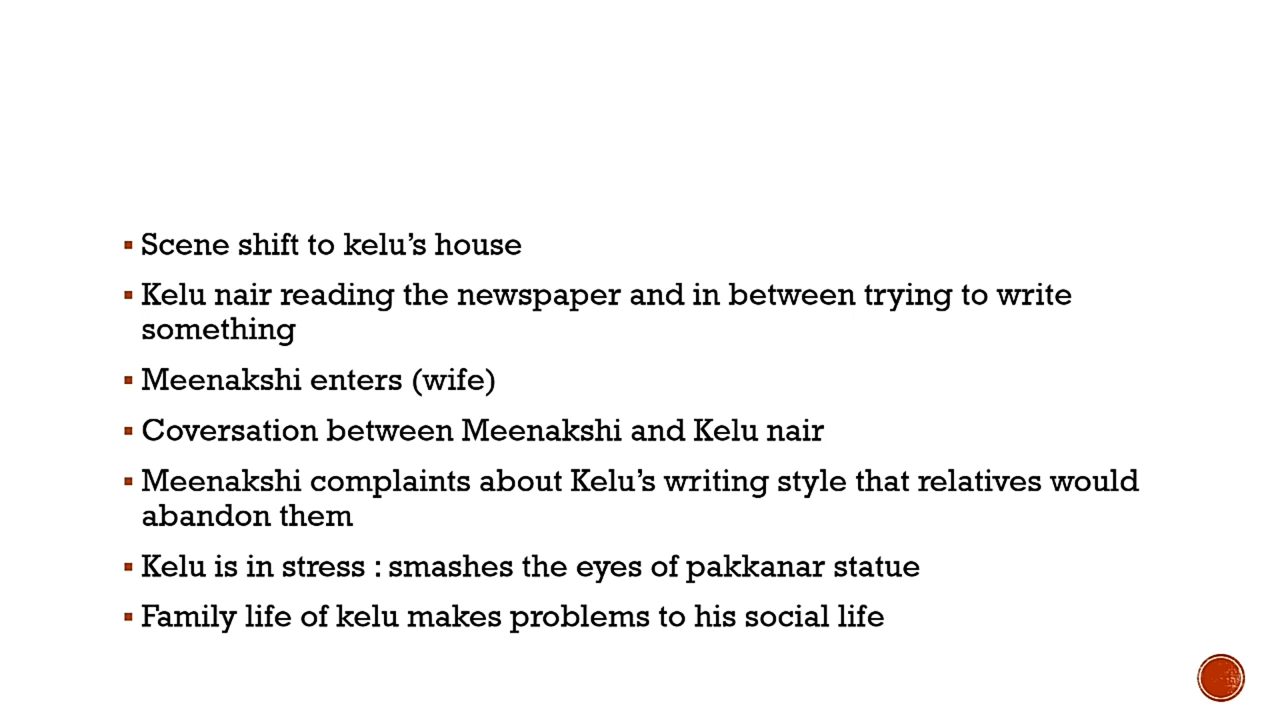 ▪ Scene shift to kelu’s house
▪ Kelu nair reading the newspaper and in between trying to write
something
▪ Meenakshi enters (wife)
▪ Coversation between Meenakshi and Kelu nair
▪ Meenakshi complaints about Kelu’s writing style that relatives would
abandon them
▪ Kelu is in stress : smashes the eyes of pakkanar statue
▪ Family life of kelu makes problems to his social life